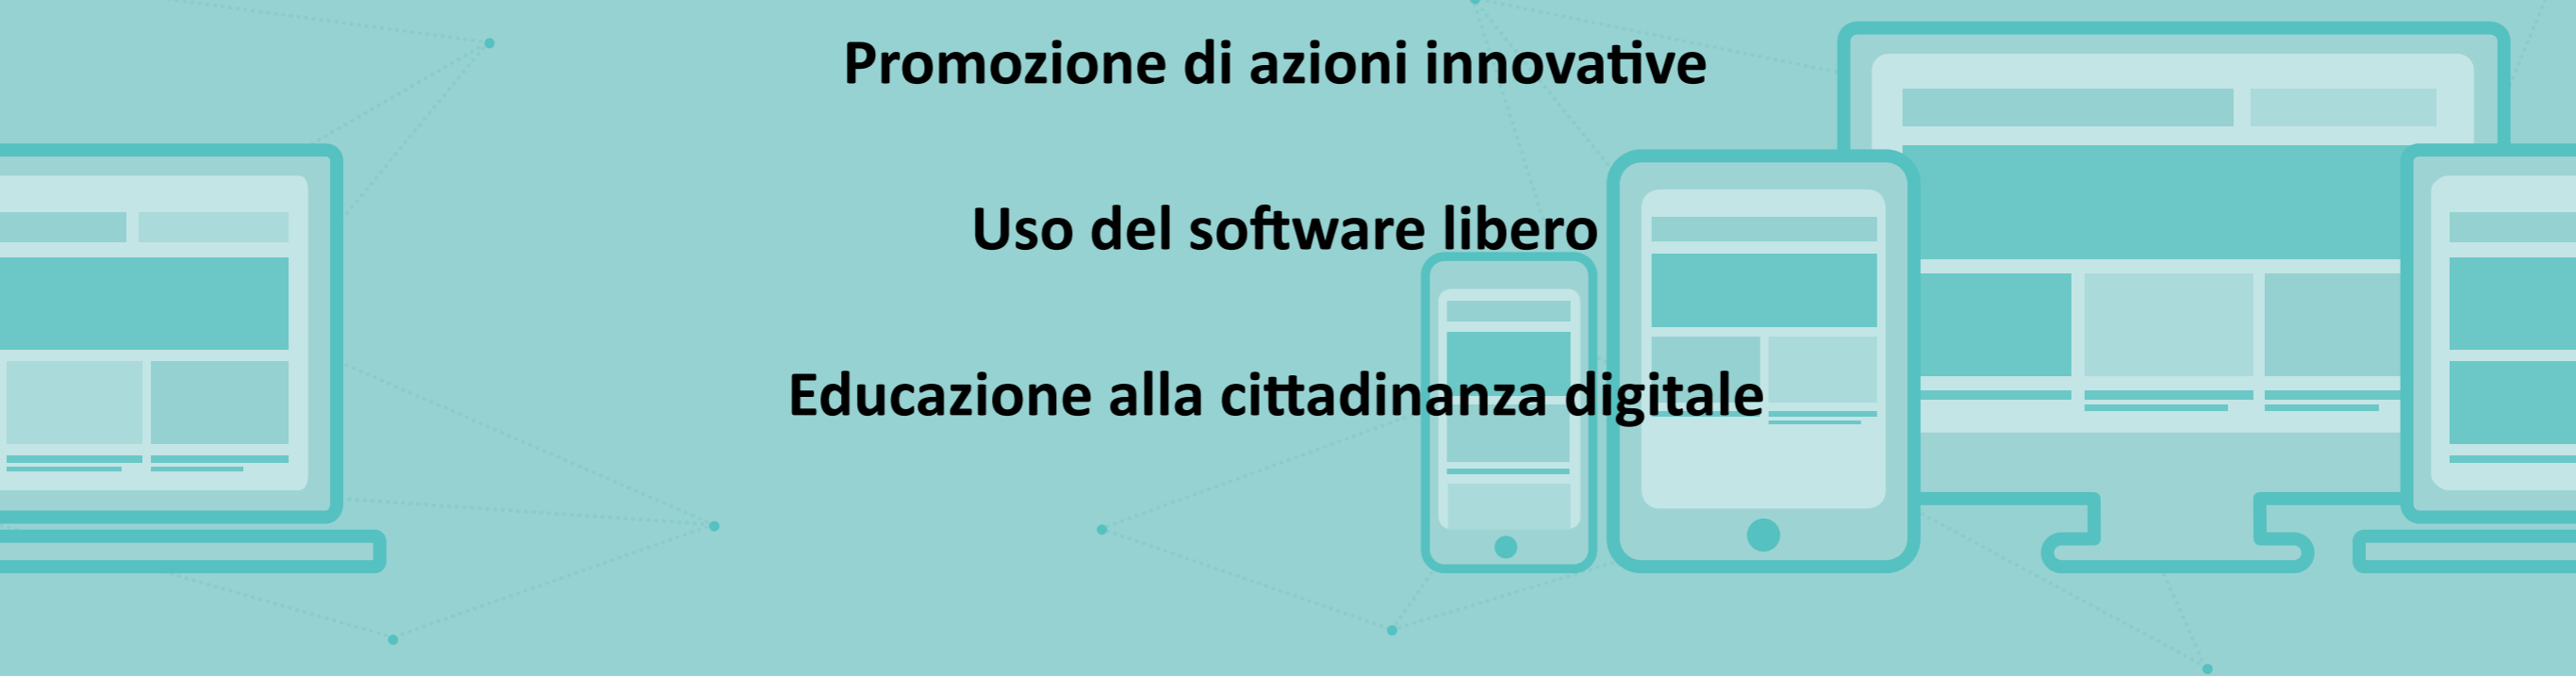 Promozione di azioni innovative
Uso del software libero
Educazione alla cittadinanza digitale